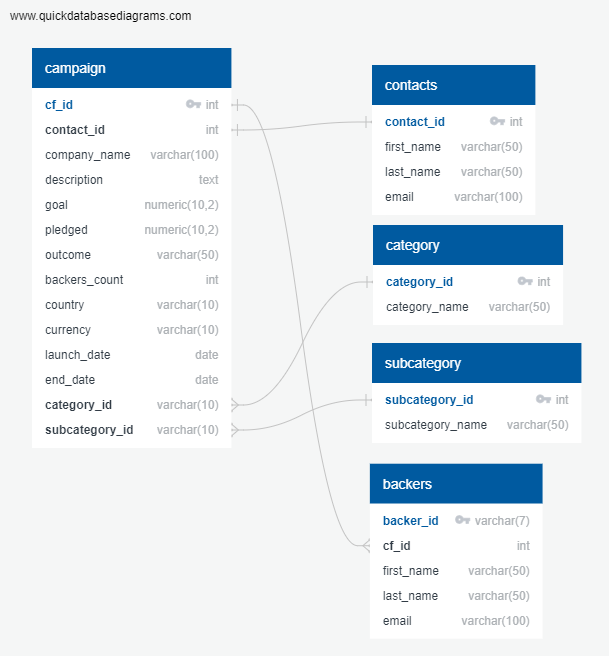 www.quickdatabasediagrams.com
campaign
cf_id int
contact_id int
company_name varchar(100)
description text
goal numeric(10,2)
pledged numeric(10,2)
outcome varchar(50)
backers_count int
country varchar(10)
currency varchar(10)
launch_date date
end_date date
category_id varchar(10)
subcategory_id varchar(10)
contacts
contact_id int
first_name varchar(50)
last_name varchar(50)
email varchar(100)
category
category_id int
category_name varchar(50)
subcategory
subcategory_id int
subcategory_name varchar(50)
backers
backer_id varchar(7)
cf_id int
first_name varchar(50)
last_name varchar(50)
email varchar(100)